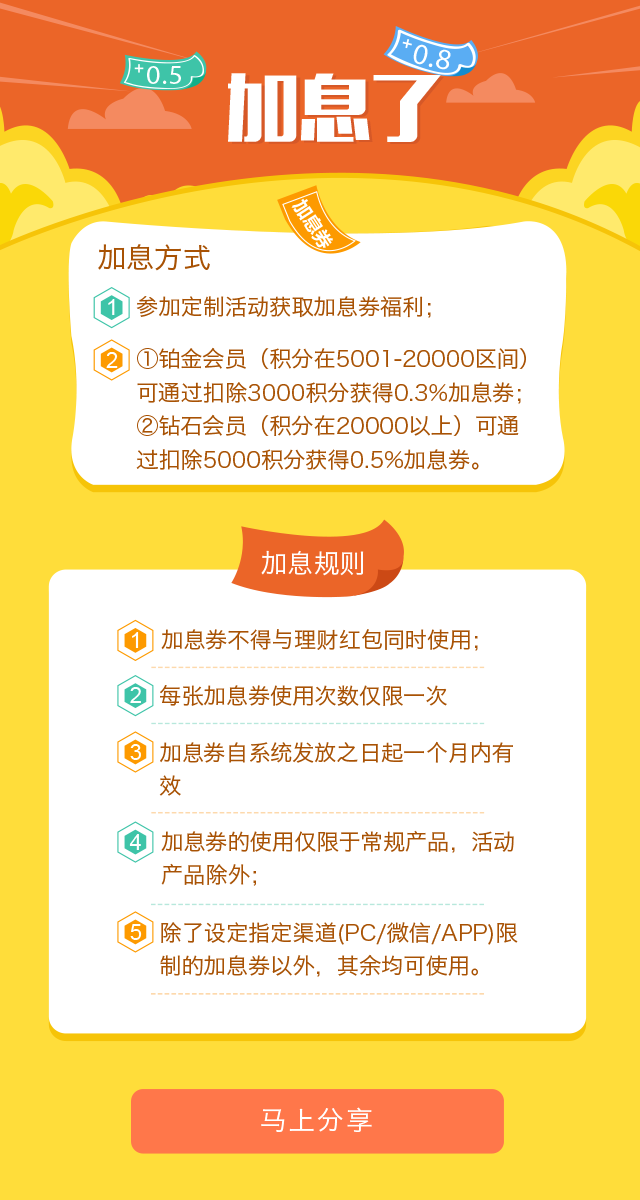 +0.5
+0.8
加息了
加息券
加息方式
1 参加定制活动获取加息券福利；
2 ①铂金会员（积分在5001-20000区间）
可通过扣除3000积分获得0.3%加息券；
②钻石会员（积分在20000以上）可通
过扣除5000积分获得0.5%加息券。
加息规则
1 加息券不得与理财红包同时使用；
2 每张加息券使用次数仅限一次
3 加息券自系统发放之日起一个月内有
效
4 加息券的使用仅限于常规产品，活动
产品除外；
5 除了设定指定渠道(PC/微信/APP)限
制的加息券以外，其余均可使用。
马上分享